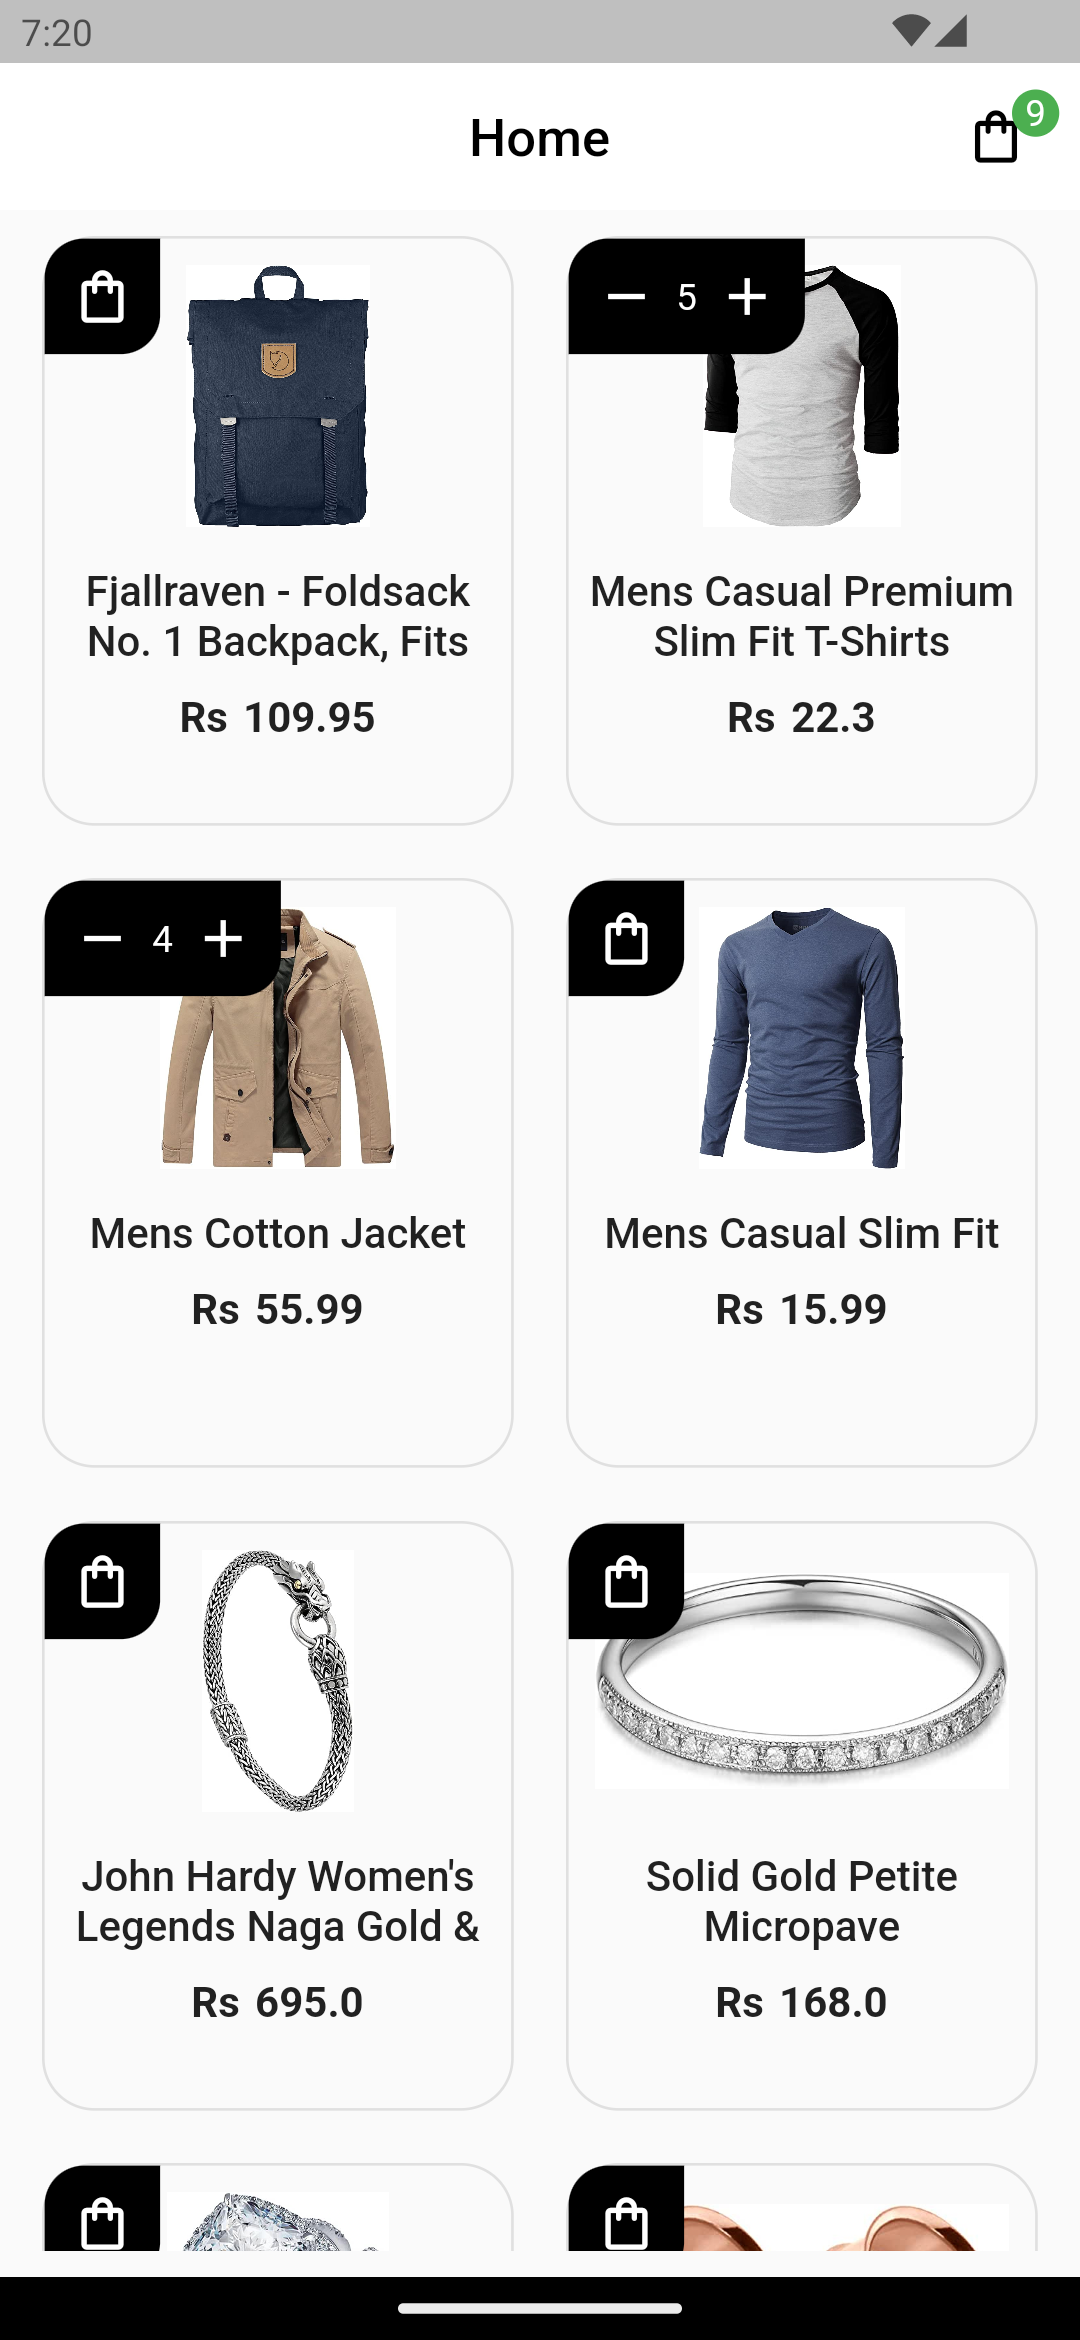 7:20
Home
9
Fjallraven - Foldsack
No. 1 Backpack, Fits
Rs 109.95
5
Mens Casual Premium
Slim Fit T-Shirts
Rs 22.3
4
Mens Cotton Jacket
Rs 55.99
Mens Casual Slim Fit
Rs 15.99
John Hardy Women's
Legends Naga Gold &
Rs 695.0
Solid Gold Petite
Micropave
Rs 168.0